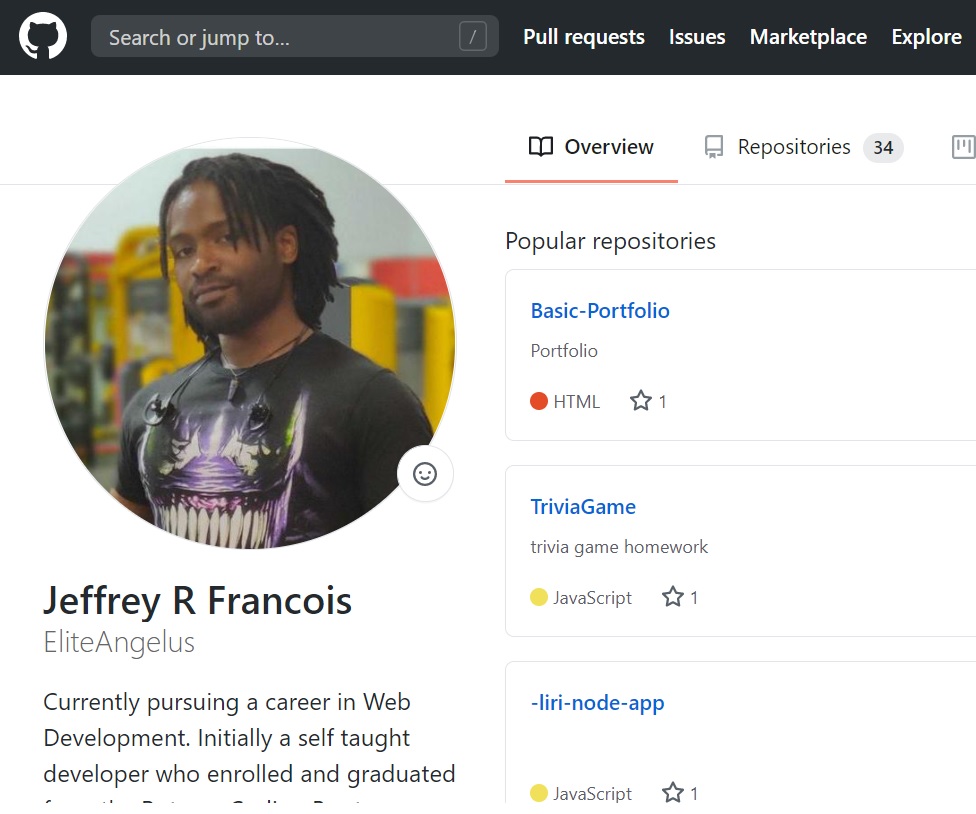 Search or jump to...
/
Pull requests
Issues
Marketplace
Explore
Overview
Repositories 34
Jeffrey R Francois
EliteAngelus
Currently pursuing a career in Web
Development. Initially a self taught
developer who enrolled and graduated
Popular repositories
Basic-Portfolio
Portfolio
HTML 1
TriviaGame
trivia game homework
JavaScript 1
-liri-node-app
JavaScript 1